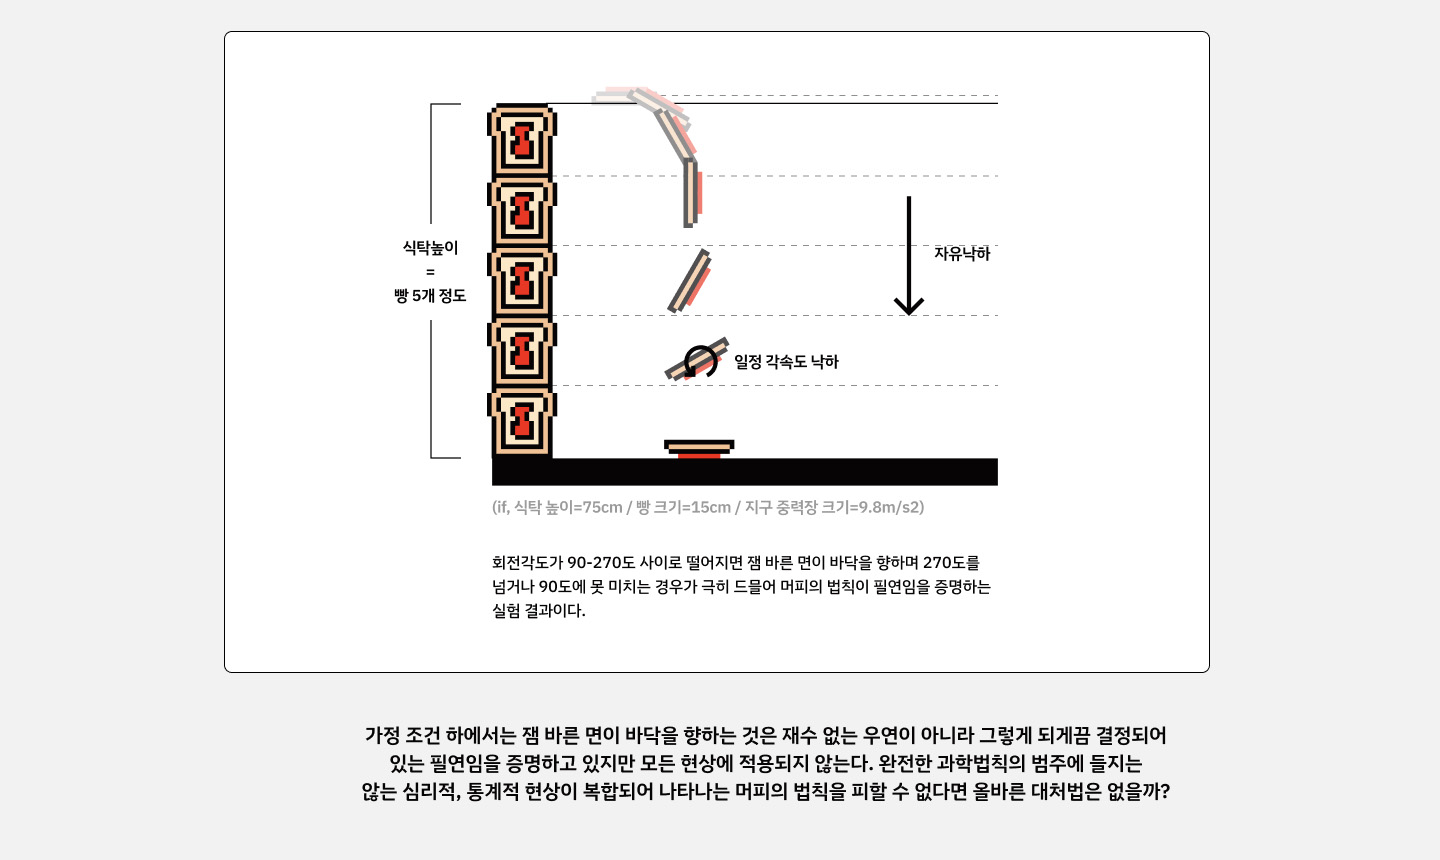 식탁높이
=
빵 5개 정도
자유낙하
일정 각속도 낙하
(if, 식탁 높이=75cm / 빵 크기=15cm / 지구 중력장 크기=9.8m/s2)
회전각도가 90-270도 사이로 떨어지면 잼 바른 면이 바닥을 향하며 270도를
넘거나 90도에 못 미치는 경우가 극히 드믈어 머피의 법칙이 필연임을 증명하는
실험 결과이다.
가정 조건 하에서는 잼 바른 면이 바닥을 향하는 것은 재수 없는 우연이 아니라 그렇게 되게끔 결정되어
있는 필연임을 증명하고 있지만 모든 현상에 적용되지 않는다. 완전한 과학법칙의 범주에 들지는
않는 심리적, 통계적 현상이 복합되어 나타나는 머피의 법칙을 피할 수 없다면 올바른 대처법은 없을까?